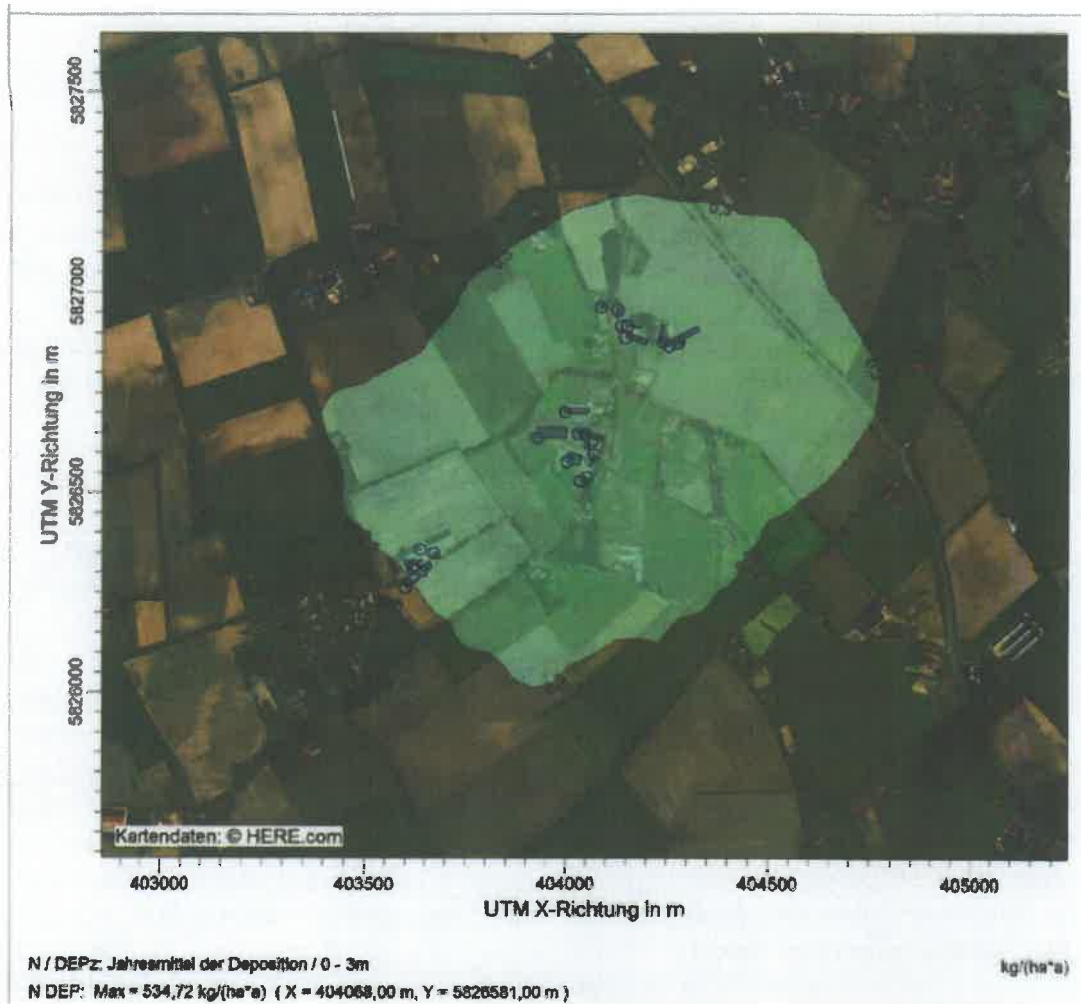 5827500
5827000
UTM Y-Richtung in m
5826500
5826000
Kartendaten: © HERE.com
403000 403500 404000 404500 405000
UTM X-Richtung in m
N / DEPz: Jahresmittel der Deposition / 0 - 3m
kg/(ha*a)
N DEP: Max = 534,72 kg/(ha*a) ( X = 404068,00 m, Y = 5826581,00 m )